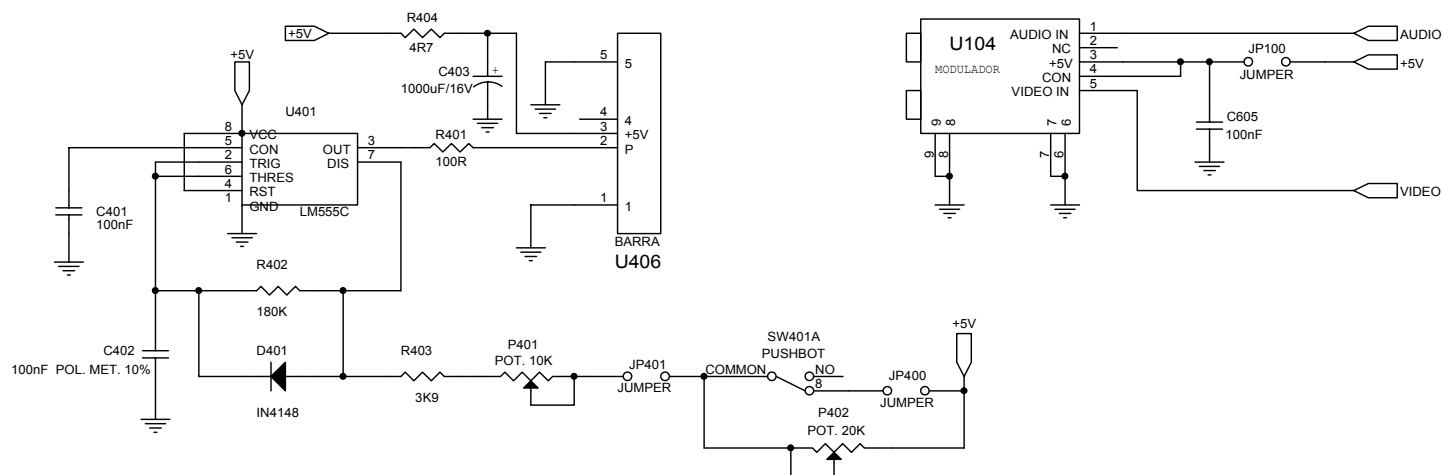 R404
+5V
4R7
+5V
C403
+
1000uF/16V
U401
8
VCC
5
CON
2
TRIG
6
THRES
4
RST
1
GND
OUT
3
DIS
7
LM555C
R401
100R
5
5
4
4
3
+5V
2
P
1
1
BARRA
U406
C401
100nF
R402
180K
C402
100nF POL. MET. 10%
D401
IN4148
R403
3K9
P401
POT. 10K
JP401
JUMPER
SW401A
PUSHBOT
COMMON
NO
8
JP400
JUMPER
+5V
P402
POT. 20K
U104
MODULADOR
AUDIO IN
1
NC
2
+5V
3
CON
4
VIDEO IN
5
9
8
7
6
9
8
7
6
AUDIO
JP100
JUMPER
+5V
C605
100nF
VIDEO